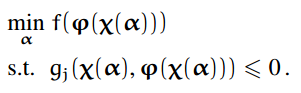 min f(φ(χ(α)))
α
s.t. gj(χ(α), φ(χ(α))) ⩽ 0.